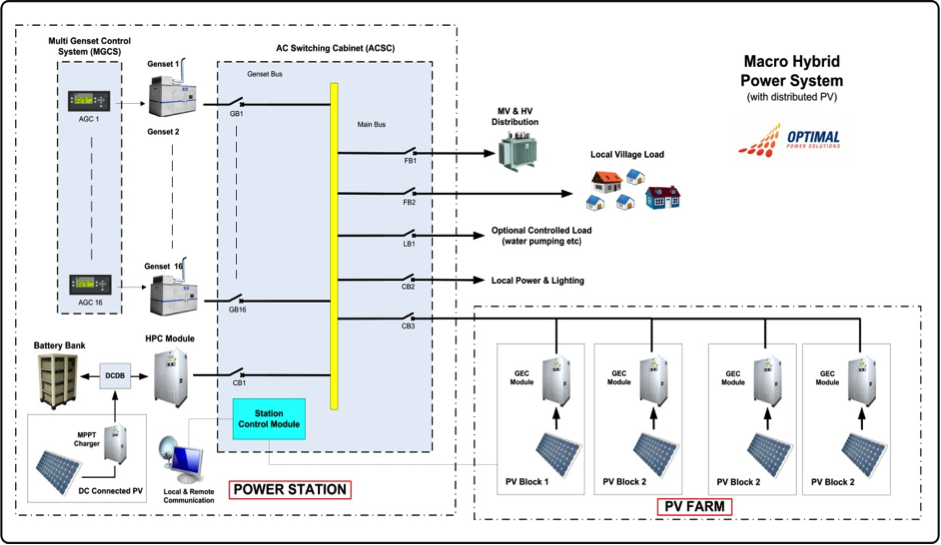 Multi Genset Control
System (MGCS)
AGC 1
AGC 16
Genset 1
Genset 2
Genset 16
AC Switching Cabinet (ACSC)
Genset Bus
GB1
GB16
Main Bus
FB1
FB2
LB1
CB2
CB3
CB1
MV & HV
Distribution
Local Village Load
Optional Controlled Load
(water pumping etc)
Local Power & Lighting
Macro Hybrid
Power System
(with distributed PV)
OPTIMAL
POWER SOLUTIONS
Battery Bank
DCDB
HPC Module
MPPT
Charger
DC Connected PV
Station
Control Module
Local & Remote
Communication
POWER STATION
GEC
Module
PV Block 1
GEC
Module
PV Block 2
GEC
Module
PV Block 2
GEC
Module
PV Block 2
PV FARM